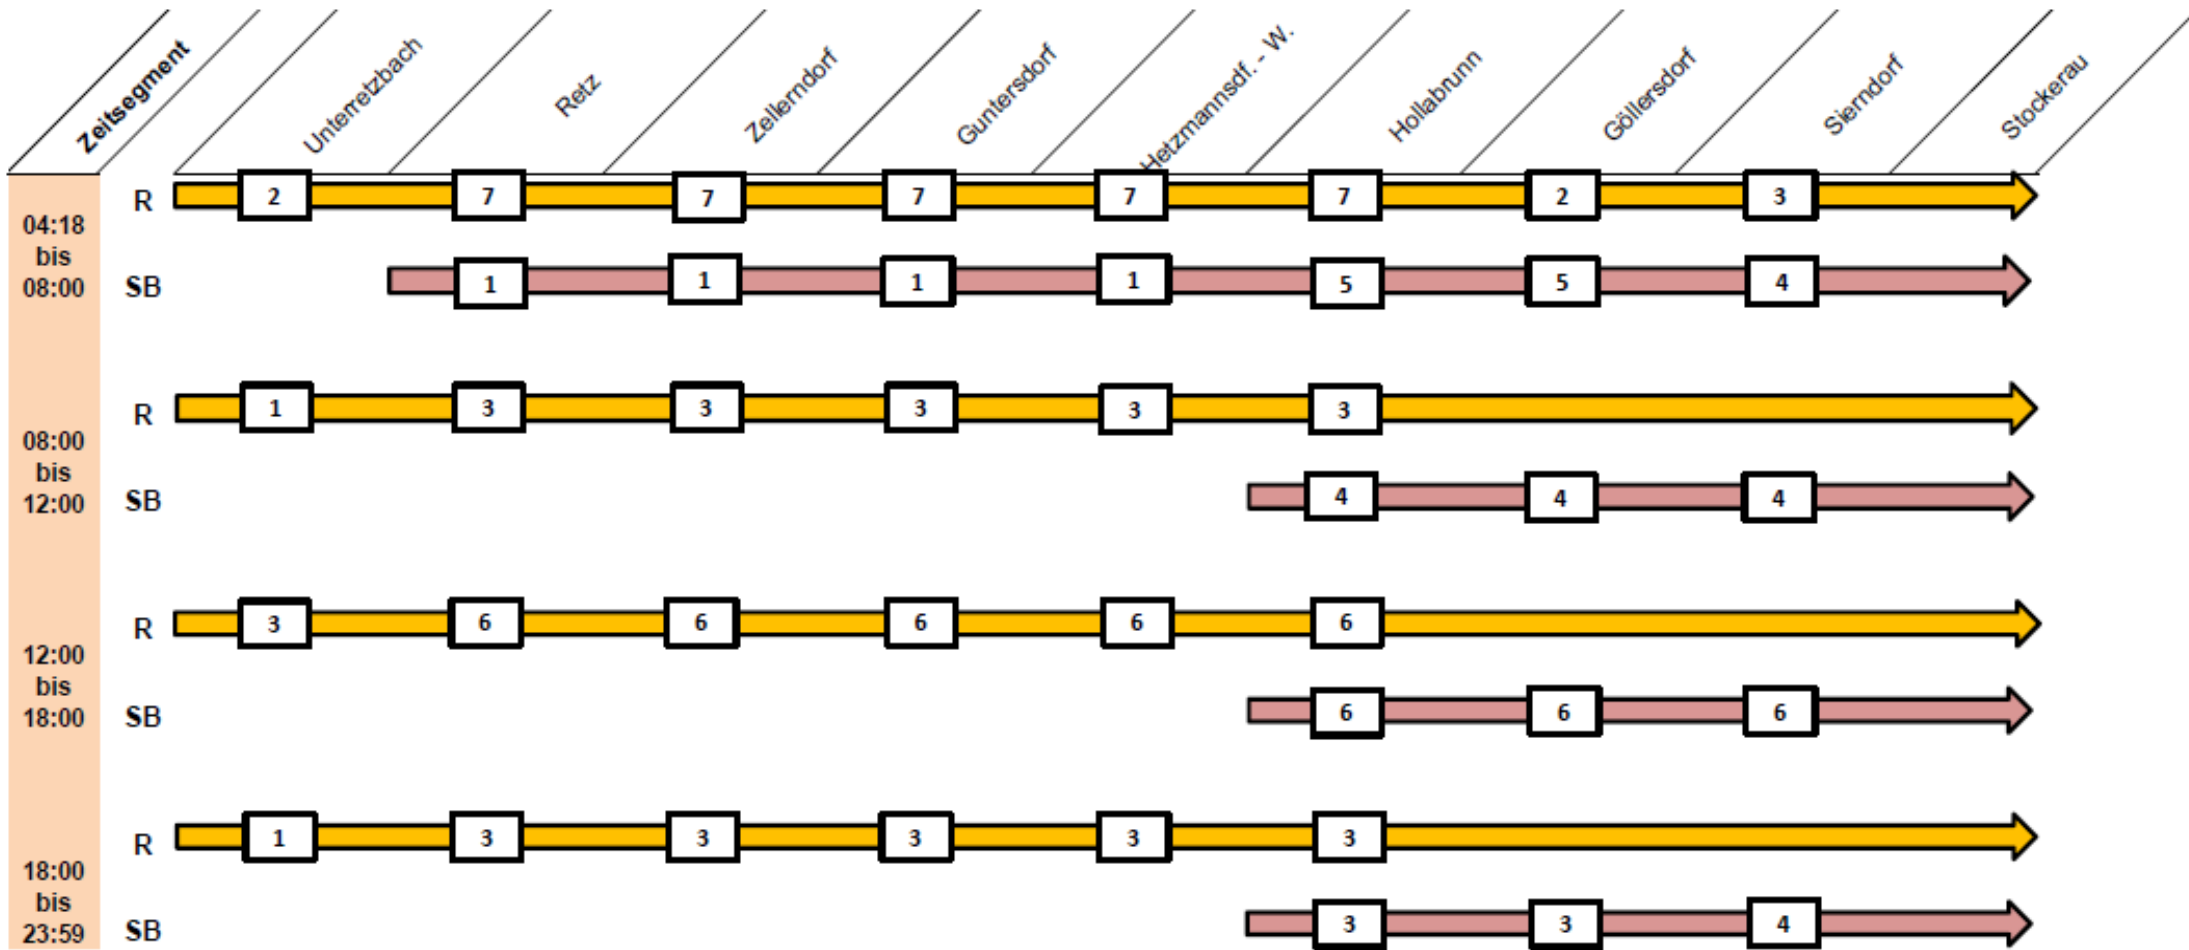 Zeitsegment Unterretzbach Retz Zellerndorf Guntersdorf Hetzmannsdf. - W. Hollabrunn Göllersdorf Sierndorf Stockerau
04:18
bis
08:00
R 2 7 7 7 7 7 2 3
SB 1 1 1 1 5 5 4
08:00
bis
12:00
R 1 3 3 3 3 3
SB 4 4 4
12:00
bis
18:00
R 3 6 6 6 6 6
SB 6 6 6
18:00
bis
23:59
R 1 3 3 3 3 3
SB 3 3 4